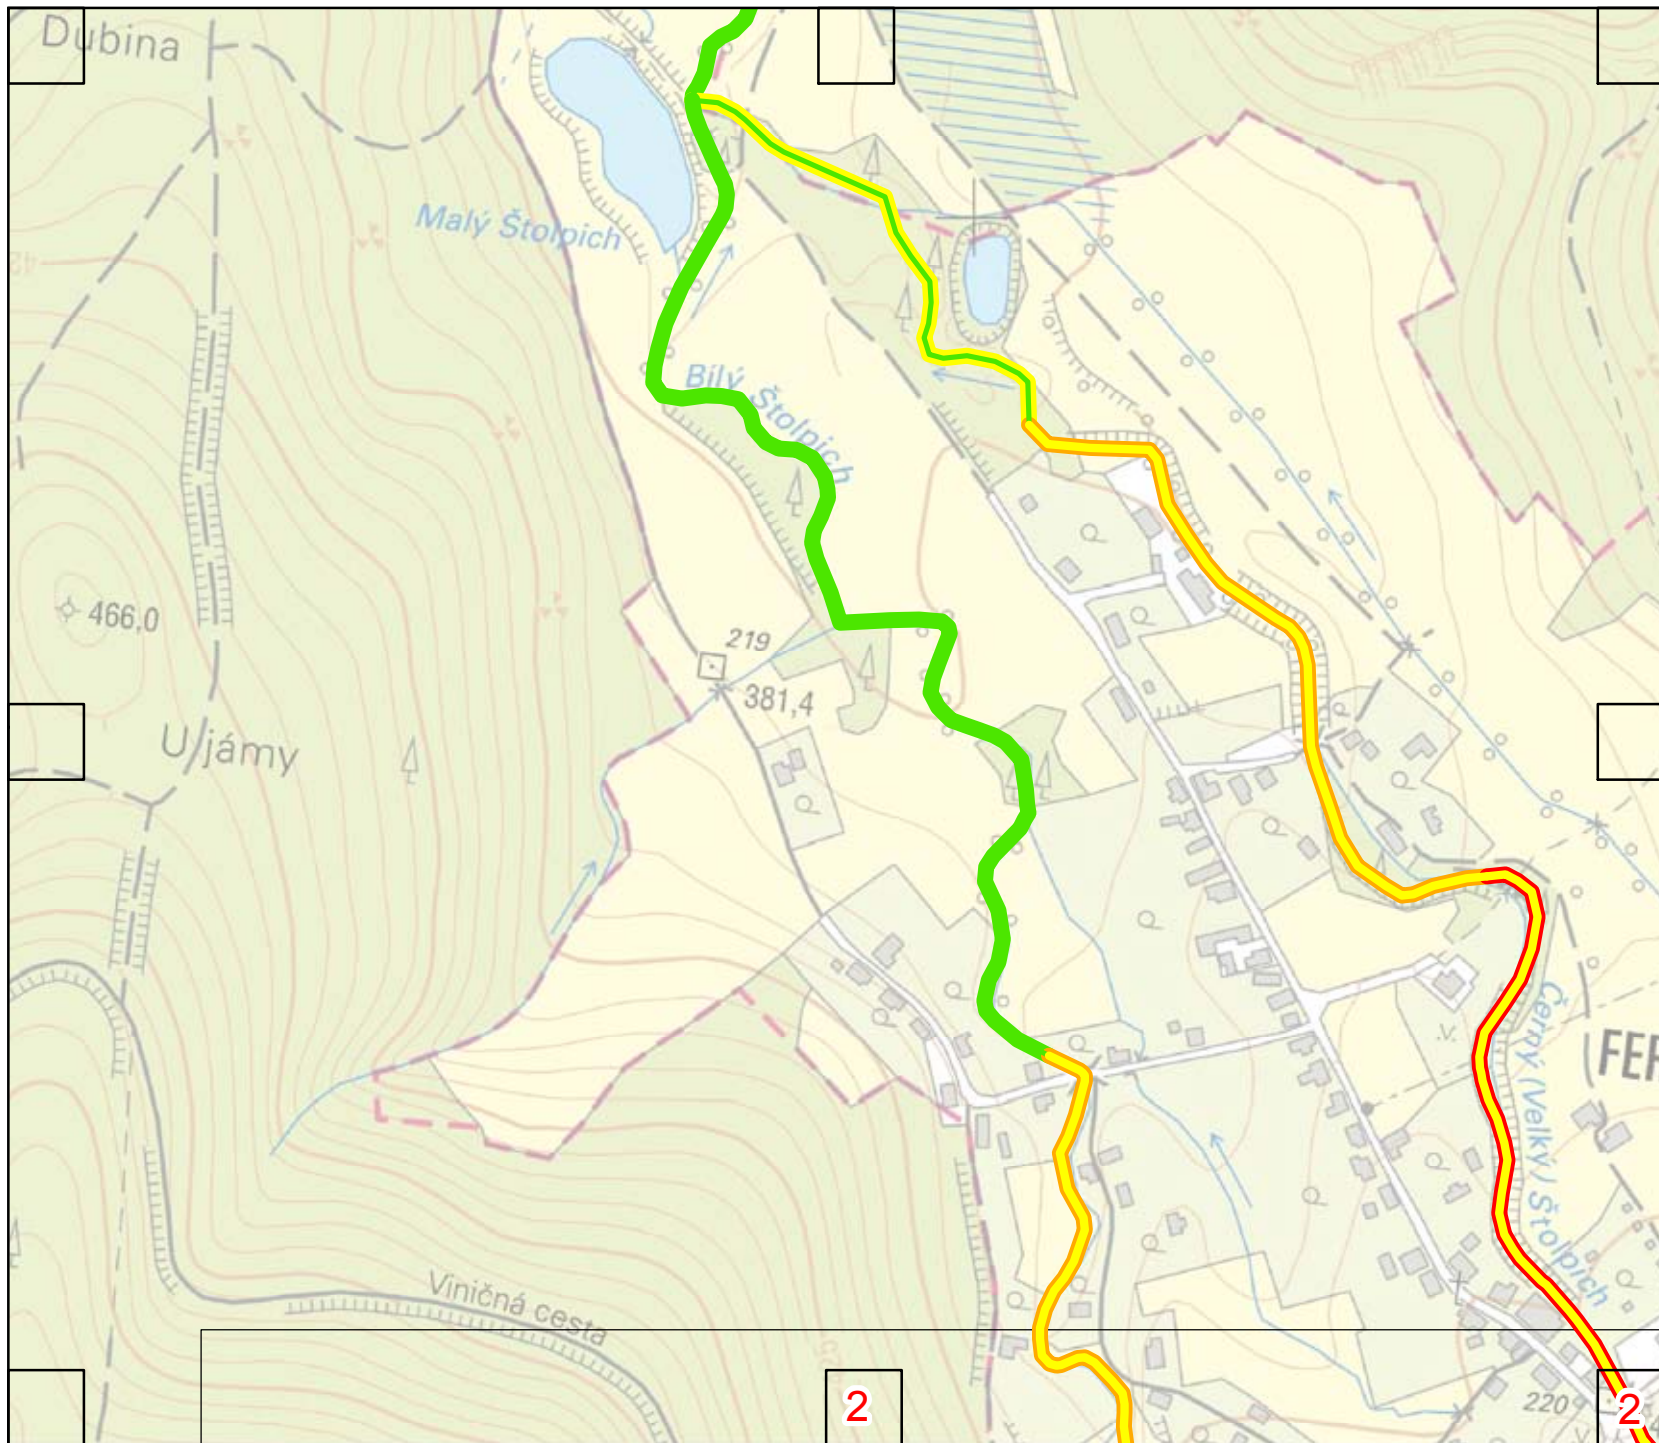 Dubina
Malý Štolpich
Bílý Štolpich
466,0
219
381,4
U jámy
Černý (Velký) Štolpich
FER
Viničná cesta
220
2
2